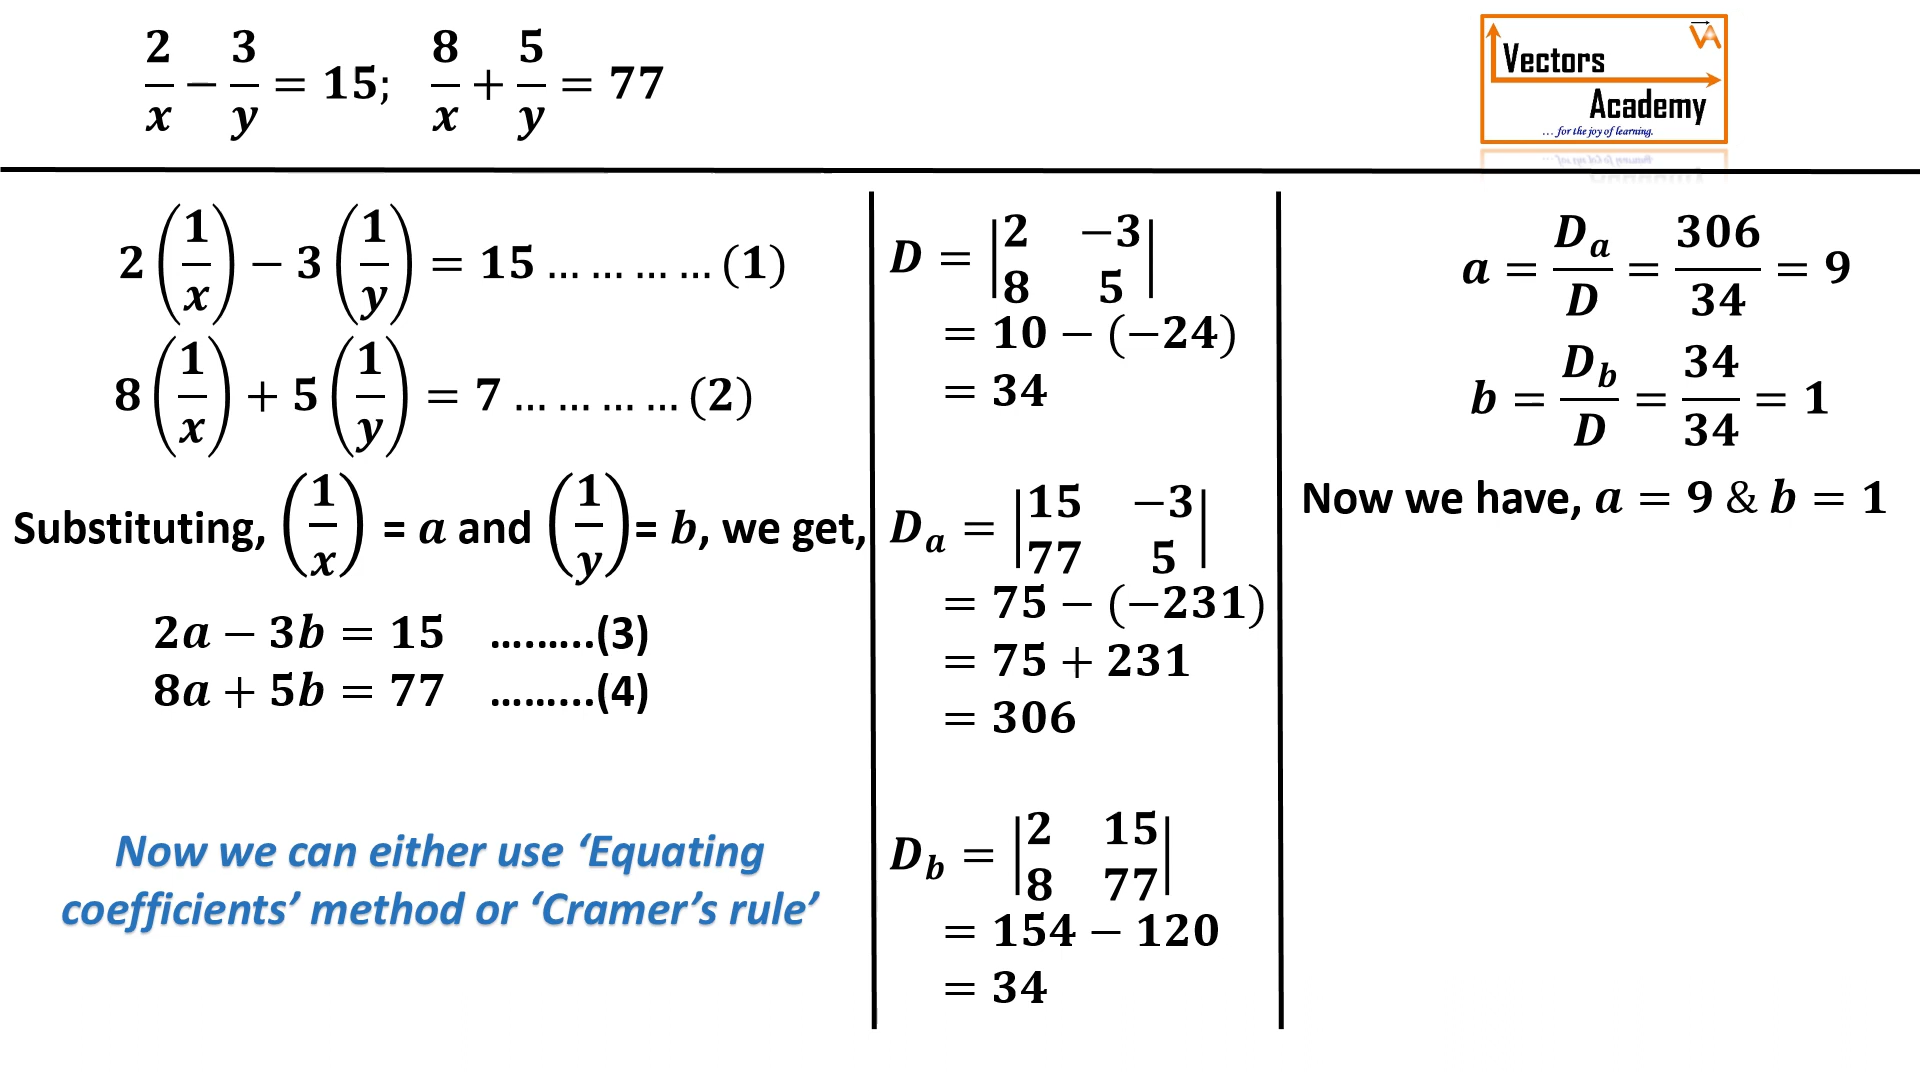 2/x − 3/y = 15; 8/x + 5/y = 77
Vectors
Academy
... for the joy of learning.
2(1/x) − 3(1/y) = 15 … … … … (1)
8(1/x) + 5(1/y) = 7 … … … … (2)
Substituting, (1/x) = a and (1/y) = b, we get,
2a − 3b = 15 ………(3)
8a + 5b = 77 ………(4)
Now we can either use ‘Equating
coefficients’ method or ‘Cramer’s rule’
D = |2 −3|
|8 5|
= 10 − (−24)
= 34
Da = |15 −3|
|77 5|
= 75 − (−231)
= 75 + 231
= 306
Db = |2 15|
|8 77|
= 154 − 120
= 34
a = Da/D = 306/34 = 9
b = Db/D = 34/34 = 1
Now we have, a = 9 & b = 1